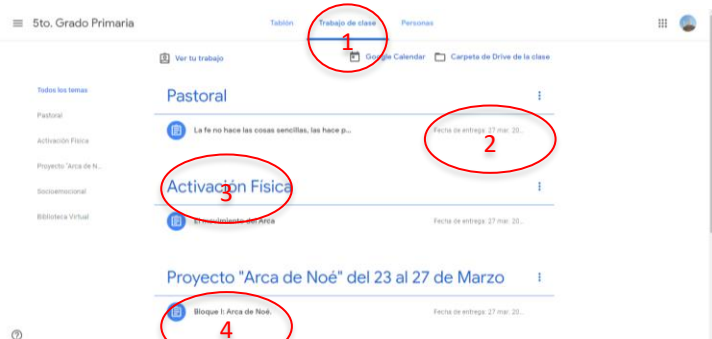 5to. Grado Primaria
Tablón Trabajo de clase Personas
1
Ver tu trabajo Google Calendar Carpeta de Drive de la clase
Todos los temas
Pastoral
Activación Física
Proyecto "Arca de N...
Socioemocional
Biblioteca Virtual
Pastoral
La fe no hace las cosas sencillas, las hace p... Fecha de entrega: 27 mar. 20...
2
Activación Física
3
El movimiento del Arca Fecha de entrega: 27 mar. 20...
Proyecto "Arca de Noé" del 23 al 27 de Marzo
Bloque I: Arca de Noé. Fecha de entrega: 27 mar. 20...
4